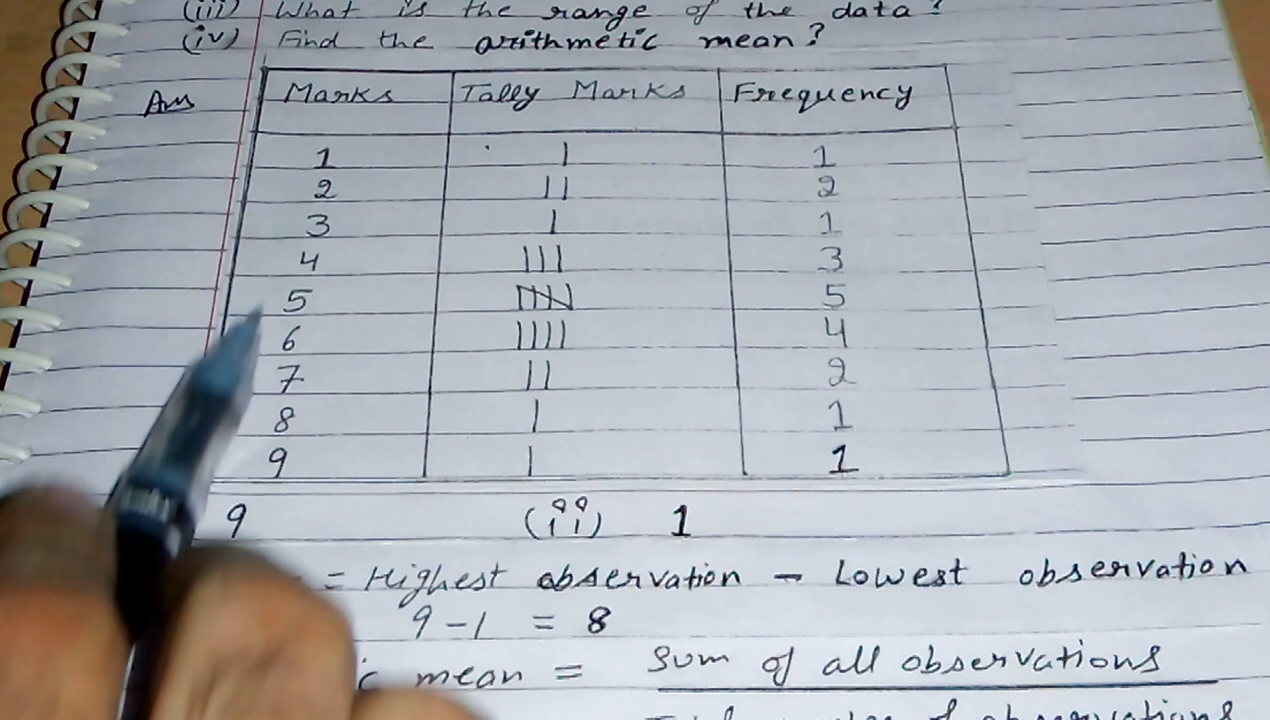 (iii) What is the range of the data?
(iv) Find the arithmetic mean?
Ans
Marks Tally Marks Frequency
1 | 1
2 || 2
3 | 1
4 ||| 3
5 𝍸 5
6 |||| 4
7 || 2
8 | 1
9 | 1
9 (ii) 1
= Highest observation - Lowest observation
9-1 = 8
mean = Sum of all observations